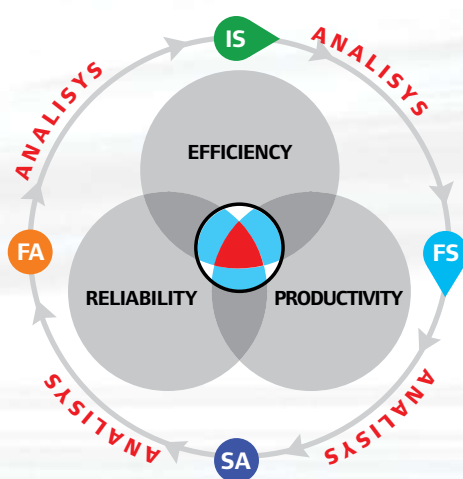 IS
ANALISYS
ANALISYS
EFFICIENCY
FA
FS
RELIABILITY
PRODUCTIVITY
ANALISYS
ANALISYS
SA